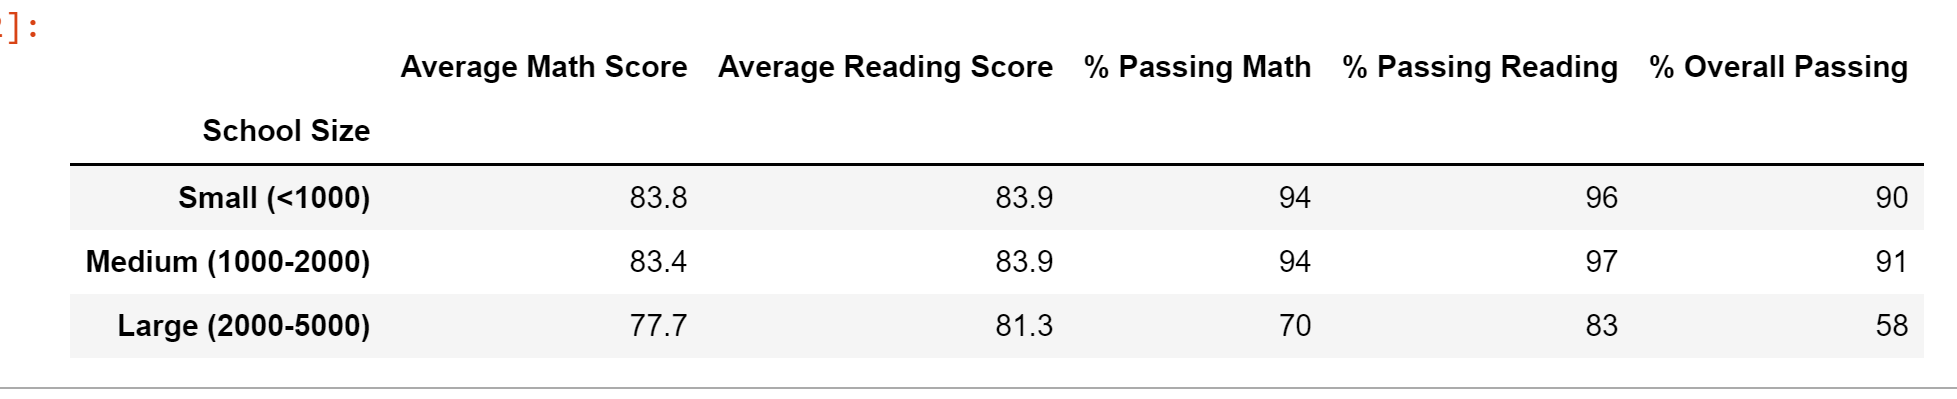 ]:
Average Math Score Average Reading Score % Passing Math % Passing Reading % Overall Passing
School Size
Small (<1000) 83.8 83.9 94 96 90
Medium (1000-2000) 83.4 83.9 94 97 91
Large (2000-5000) 77.7 81.3 70 83 58